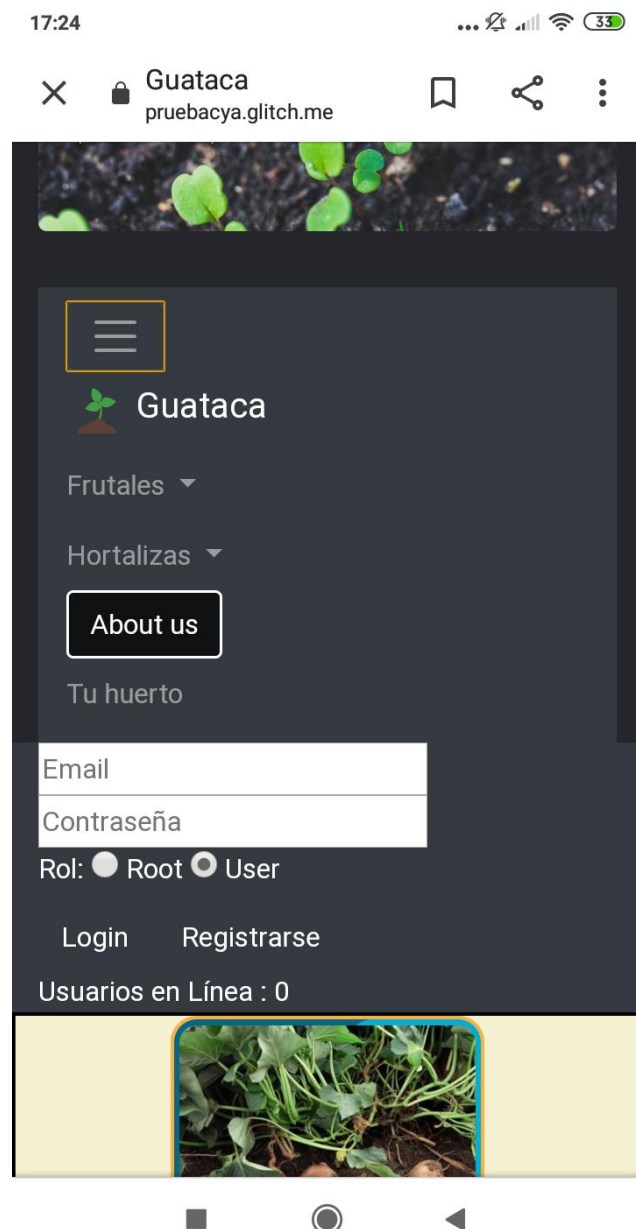 17:24
33
Guataca
pruebacya.glitch.me
Guataca
Frutales
Hortalizas
About us
Tu huerto
Email
Contraseña
Rol: Root User
Login Registrarse
Usuarios en Línea : 0